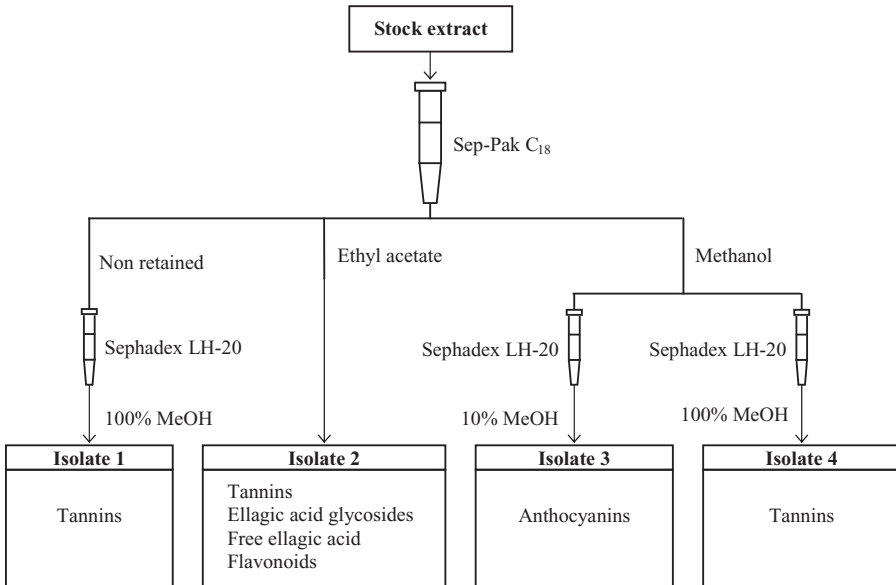 Stock extract
Sep-Pak C₁₈
Non retained
Ethyl acetate
Methanol
Sephadex LH-20
Sephadex LH-20
Sephadex LH-20
100% MeOH
10% MeOH
100% MeOH
Isolate 1
Isolate 2
Isolate 3
Isolate 4
Tannins
Tannins
Ellagic acid glycosides
Free ellagic acid
Flavonoids
Anthocyanins
Tannins